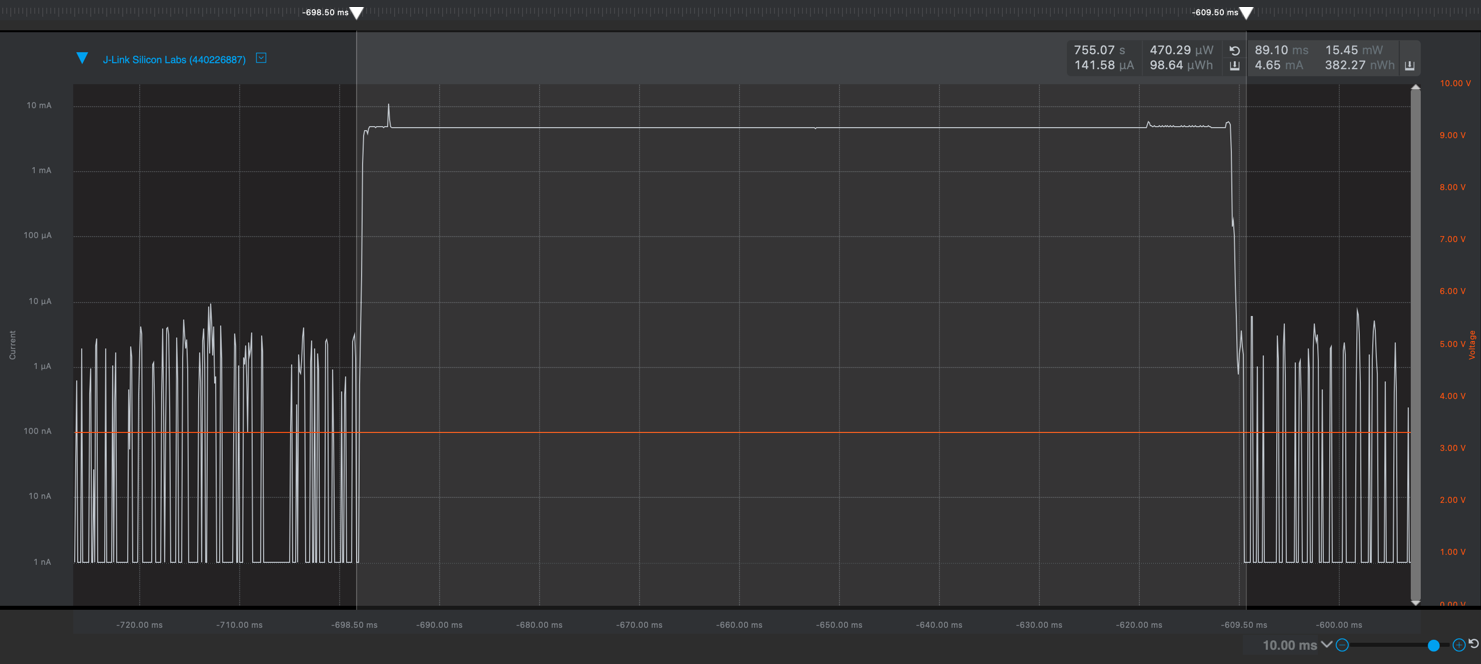 -698.50 ms
-609.50 ms
J-Link Silicon Labs (440226887)
755.07 s 470.29 µW 89.10 ms 15.45 mW
141.58 µA 98.64 µWh 4.65 mA 382.27 nWh
10 mA
1 mA
100 µA
10 µA
1 µA
100 nA
10 nA
1 nA
Current
10.00 V
9.00 V
8.00 V
7.00 V
6.00 V
5.00 V
4.00 V
3.00 V
2.00 V
1.00 V
0.00 V
Voltage
-720.00 ms -710.00 ms -698.50 ms -690.00 ms -680.00 ms -670.00 ms -660.00 ms -650.00 ms -640.00 ms -630.00 ms -620.00 ms -609.50 ms -600.00 ms
10.00 ms